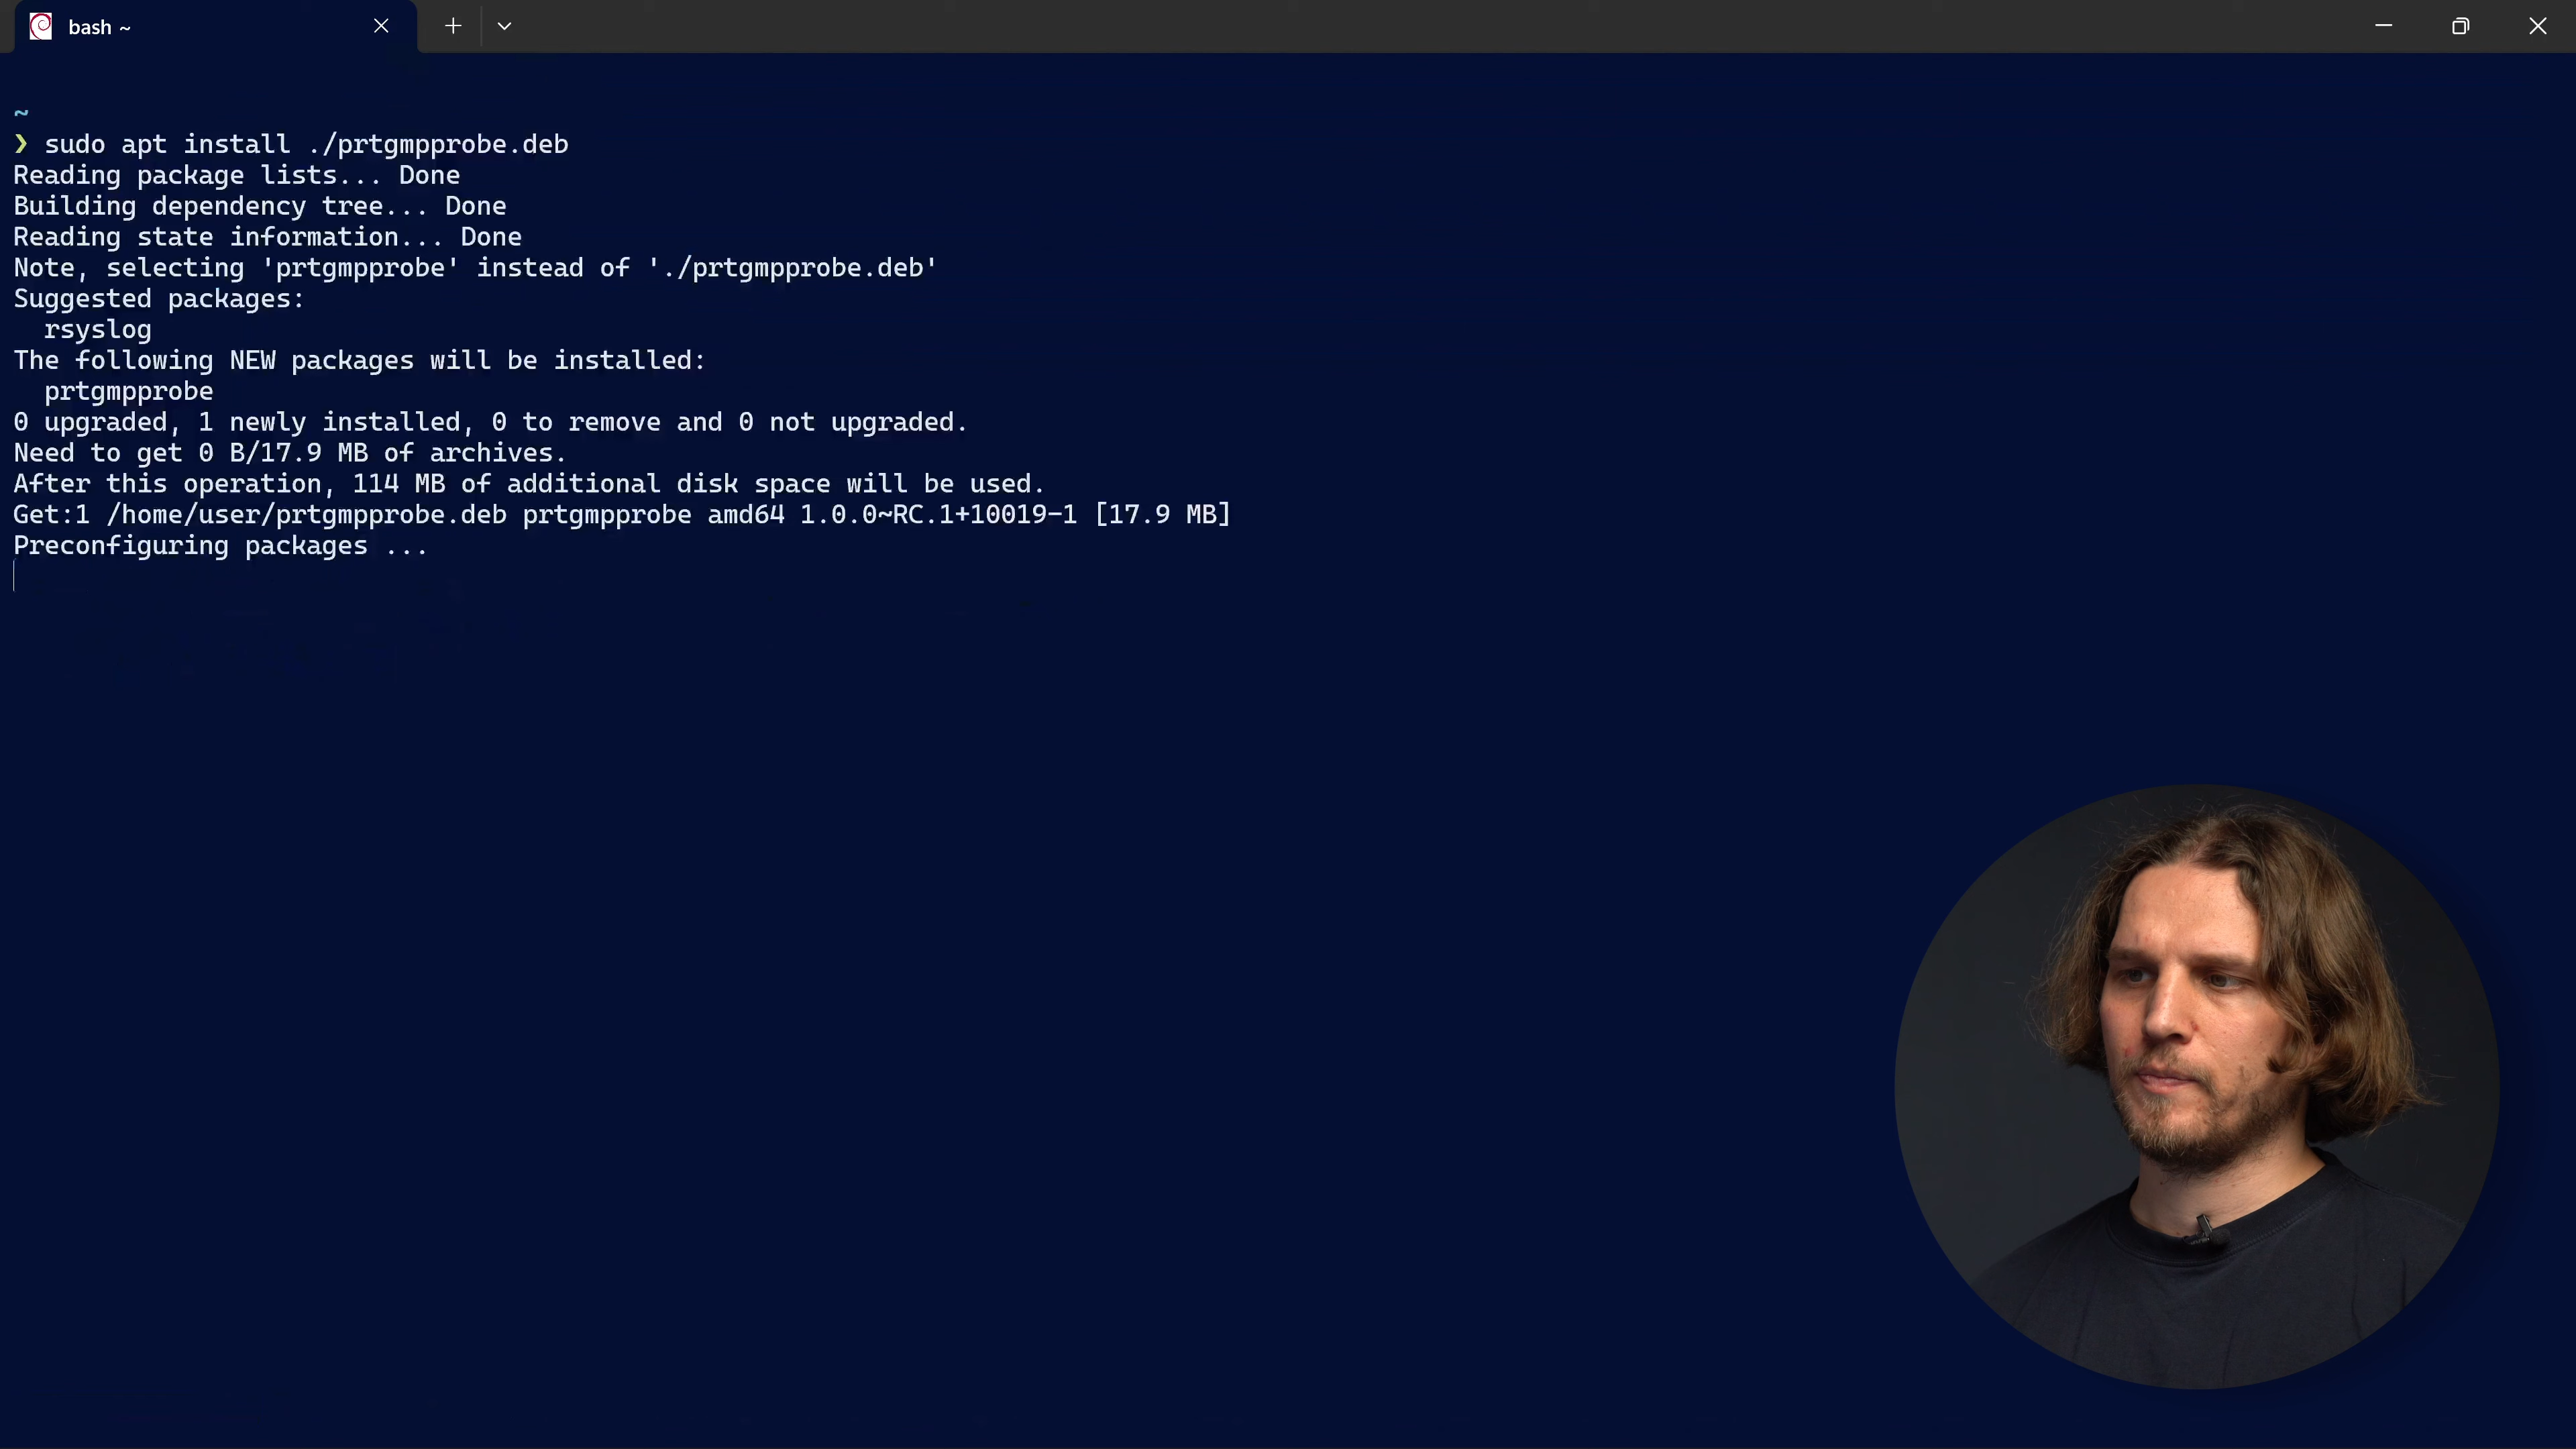 bash ~
~
❯ sudo apt install ./prtgmpprobe.deb
Reading package lists... Done
Building dependency tree... Done
Reading state information... Done
Note, selecting 'prtgmpprobe' instead of './prtgmpprobe.deb'
Suggested packages:
  rsyslog
The following NEW packages will be installed:
  prtgmpprobe
0 upgraded, 1 newly installed, 0 to remove and 0 not upgraded.
Need to get 0 B/17.9 MB of archives.
After this operation, 114 MB of additional disk space will be used.
Get:1 /home/user/prtgmpprobe.deb prtgmpprobe amd64 1.0.0~RC.1+10019-1 [17.9 MB]
Preconfiguring packages ...